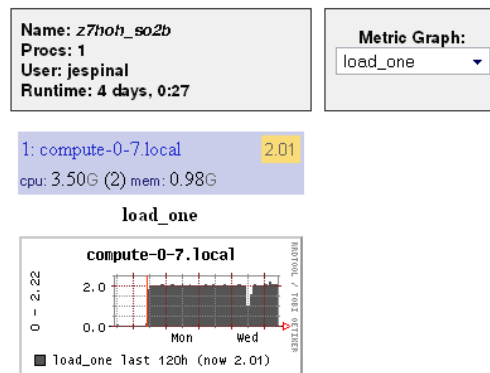 Name: z7hoh_so2b
Procs: 1
User: jespinal
Runtime: 4 days, 0:27
Metric Graph:
load_one
1: compute-0-7.local 2.01
cpu: 3.50G (2) mem: 0.98G
load_one
compute-0-7.local
RRDTOOL / TOBI OETIKER
0 - 2.22
2.0
0.0
Mon Wed
load_one last 120h (now 2.01)